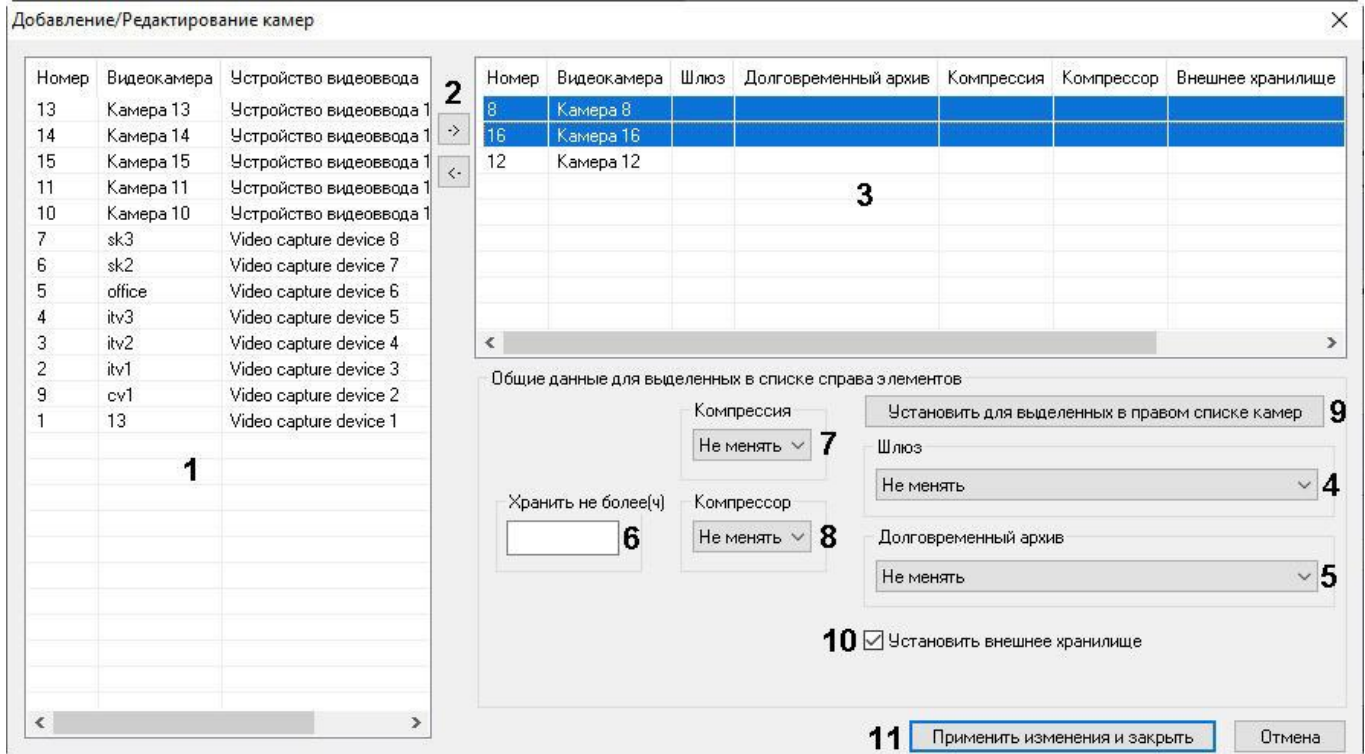 Добавление/Редактирование камер
Номер Видеокамера Устройство видеоввода
13 Камера 13 Устройство видеоввода 1
14 Камера 14 Устройство видеоввода 1
15 Камера 15 Устройство видеоввода 1
11 Камера 11 Устройство видеоввода 1
10 Камера 10 Устройство видеоввода 1
7 sk3 Video capture device 8
6 sk2 Video capture device 7
5 office Video capture device 6
4 itv3 Video capture device 5
3 itv2 Video capture device 4
2 itv1 Video capture device 3
9 cv1 Video capture device 2
1 13 Video capture device 1
1
2
->
<-
Номер Видеокамера Шлюз Долговременный архив Компрессия Компрессор Внешнее хранилище
8 Камера 8
16 Камера 16
12 Камера 12
3
Общие данные для выделенных в списке справа элементов
Компрессия
Не менять 7
Установить для выделенных в правом списке камер 9
Шлюз
Не менять 4
Хранить не более(ч)
6
Компрессор
Не менять 8
Долговременный архив
Не менять 5
10 Установить внешнее хранилище
11 Применить изменения и закрыть Отмена